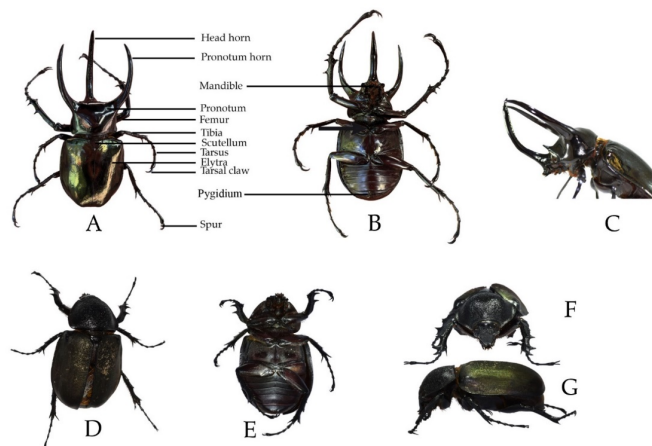 Head horn
Pronotum horn
Mandible
Pronotum
Femur
Tibia
Scutellum
Tarsus
Elytra
Tarsal claw
Pygidium
Spur
A
B
C
D
E
F
G